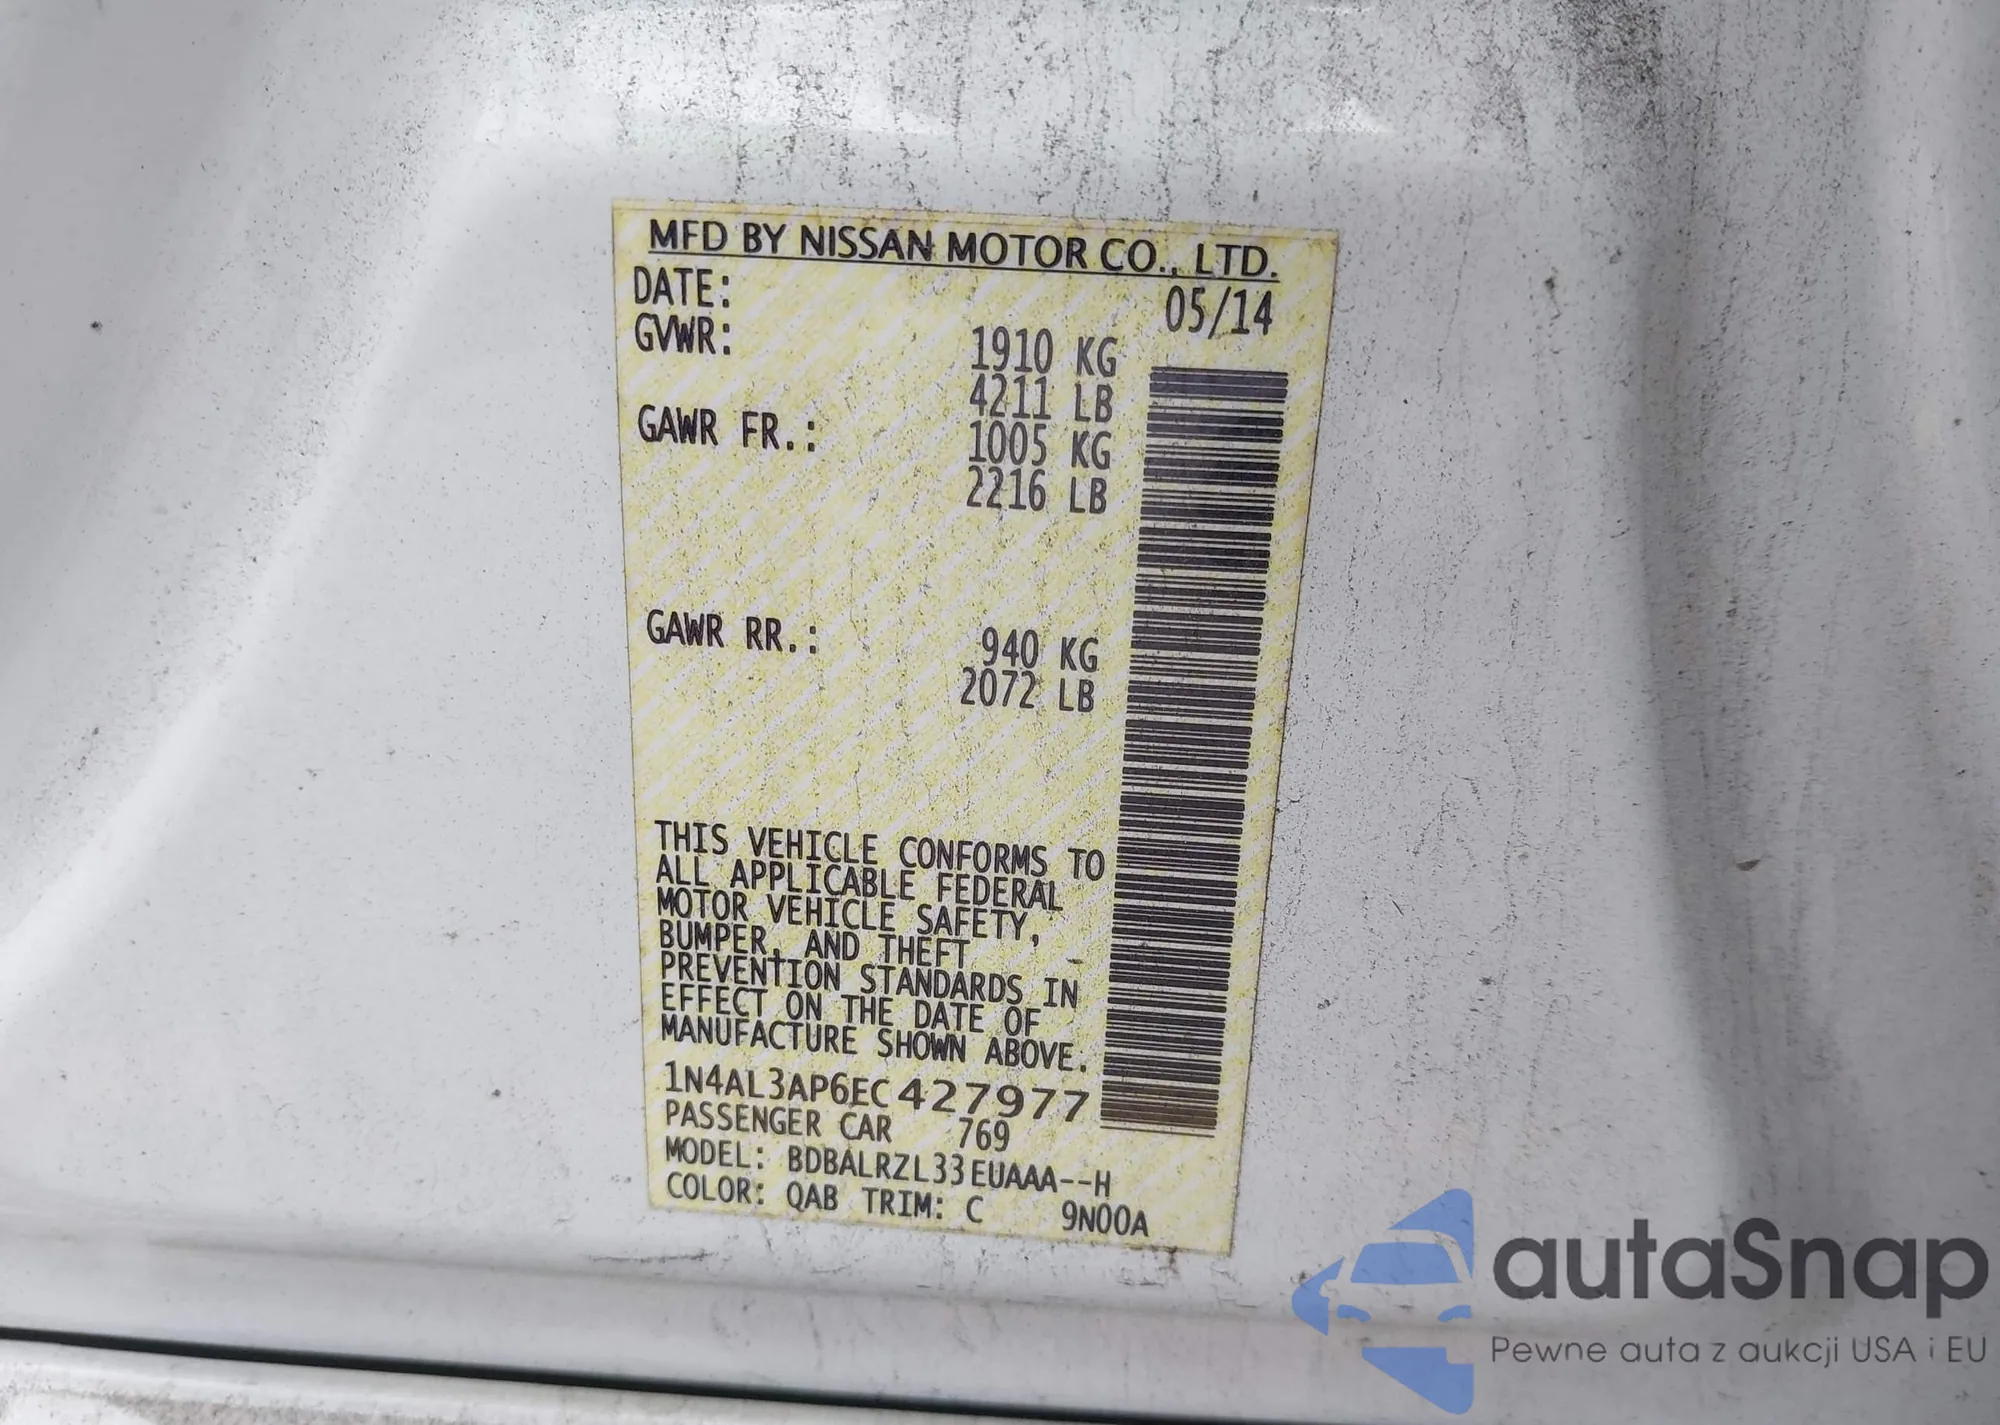 MFD BY NISSAN MOTOR CO., LTD.
DATE: 05/14
GVWR: 1910 KG
4211 LB
GAWR FR.: 1005 KG
2216 LB
GAWR RR.: 940 KG
2072 LB
THIS VEHICLE CONFORMS TO
ALL APPLICABLE FEDERAL
MOTOR VEHICLE SAFETY,
BUMPER, AND THEFT
PREVENTION STANDARDS IN
EFFECT ON THE DATE OF
MANUFACTURE SHOWN ABOVE.
1N4AL3AP6EC427977
PASSENGER CAR 769
MODEL: BDBALRZL33EUAAA--H
COLOR: QAB TRIM: C 9N00A
autaSnap
Pewne auta z aukcji USA i EU